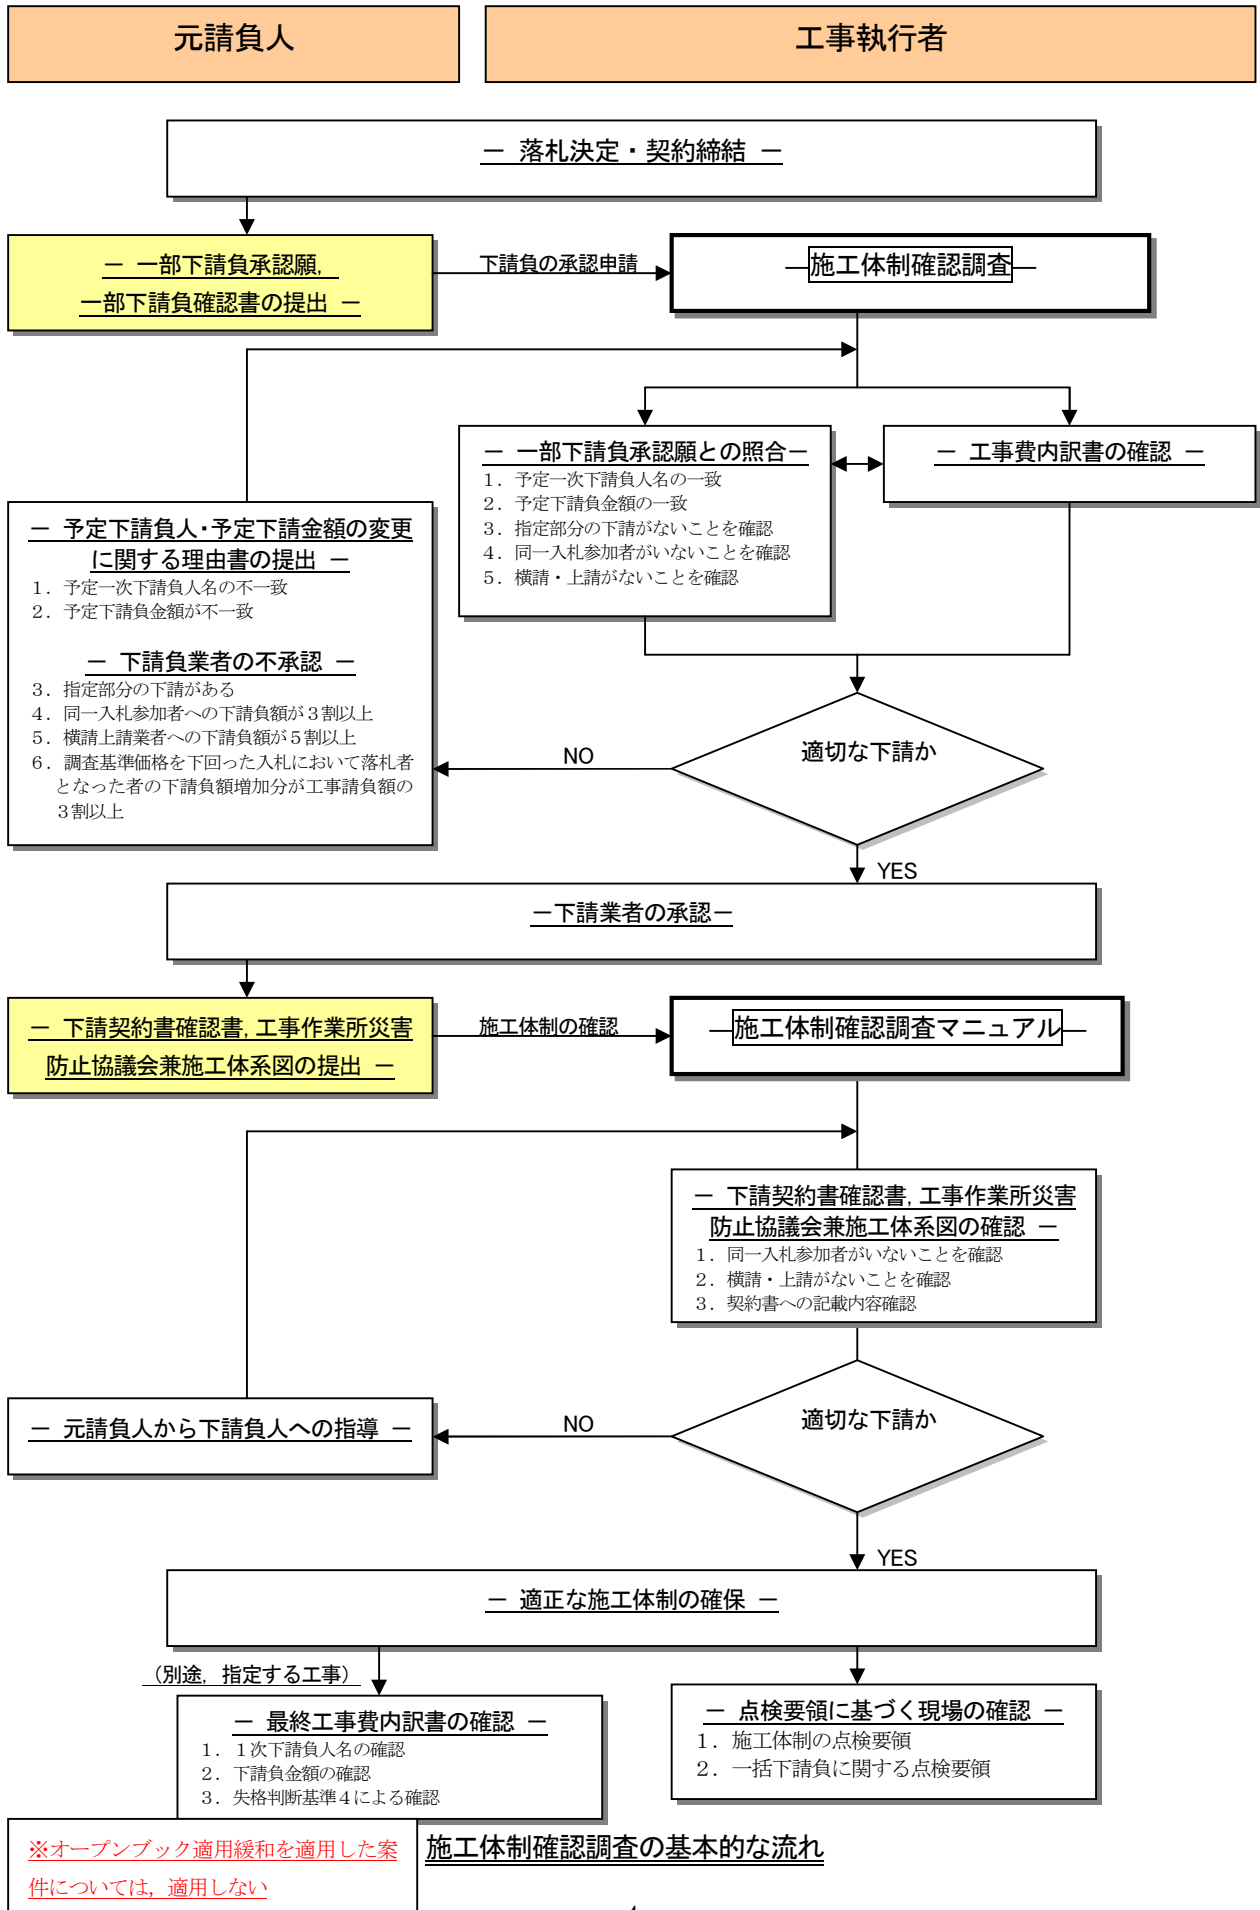 元請負人
工事執行者
－ 落札決定・契約締結 －
－ 一部下請負承認願,
一部下請負確認書の提出 －
下請負の承認申請
―施工体制確認調査―
－ 一部下請負承認願との照合－
1．予定一次下請負人名の一致
2．予定下請負金額の一致
3．指定部分の下請がないことを確認
4．同一入札参加者がいないことを確認
5．横請・上請がないことを確認
－ 工事費内訳書の確認 －
－ 予定下請負人・予定下請金額の変更
に関する理由書の提出 －
1．予定一次下請負人名の不一致
2．予定下請負金額が不一致
－ 下請負業者の不承認 －
3．指定部分の下請がある
4．同一入札参加者への下請負額が３割以上
5．横請上請業者への下請負額が５割以上
6．調査基準価格を下回った入札において落札者
となった者の下請負額増加分が工事請負額の
３割以上
適切な下請か
NO
YES
－下請業者の承認－
－ 下請契約書確認書,工事作業所災害
防止協議会兼施工体系図の提出 －
施工体制の確認
―施工体制確認調査マニュアル―
－ 下請契約書確認書,工事作業所災害
防止協議会兼施工体系図の確認 －
1．同一入札参加者がいないことを確認
2．横請・上請がないことを確認
3．契約書への記載内容確認
適切な下請か
NO
－ 元請負人から下請負人への指導 －
YES
－ 適正な施工体制の確保 －
（別途，指定する工事）
－ 最終工事費内訳書の確認 －
1．１次下請負人名の確認
2．下請負金額の確認
3．失格判断基準４による確認
－ 点検要領に基づく現場の確認 －
1．施工体制の点検要領
2．一括下請負に関する点検要領
※オープンブック適用緩和を適用した案
件については，適用しない
施工体制確認調査の基本的な流れ